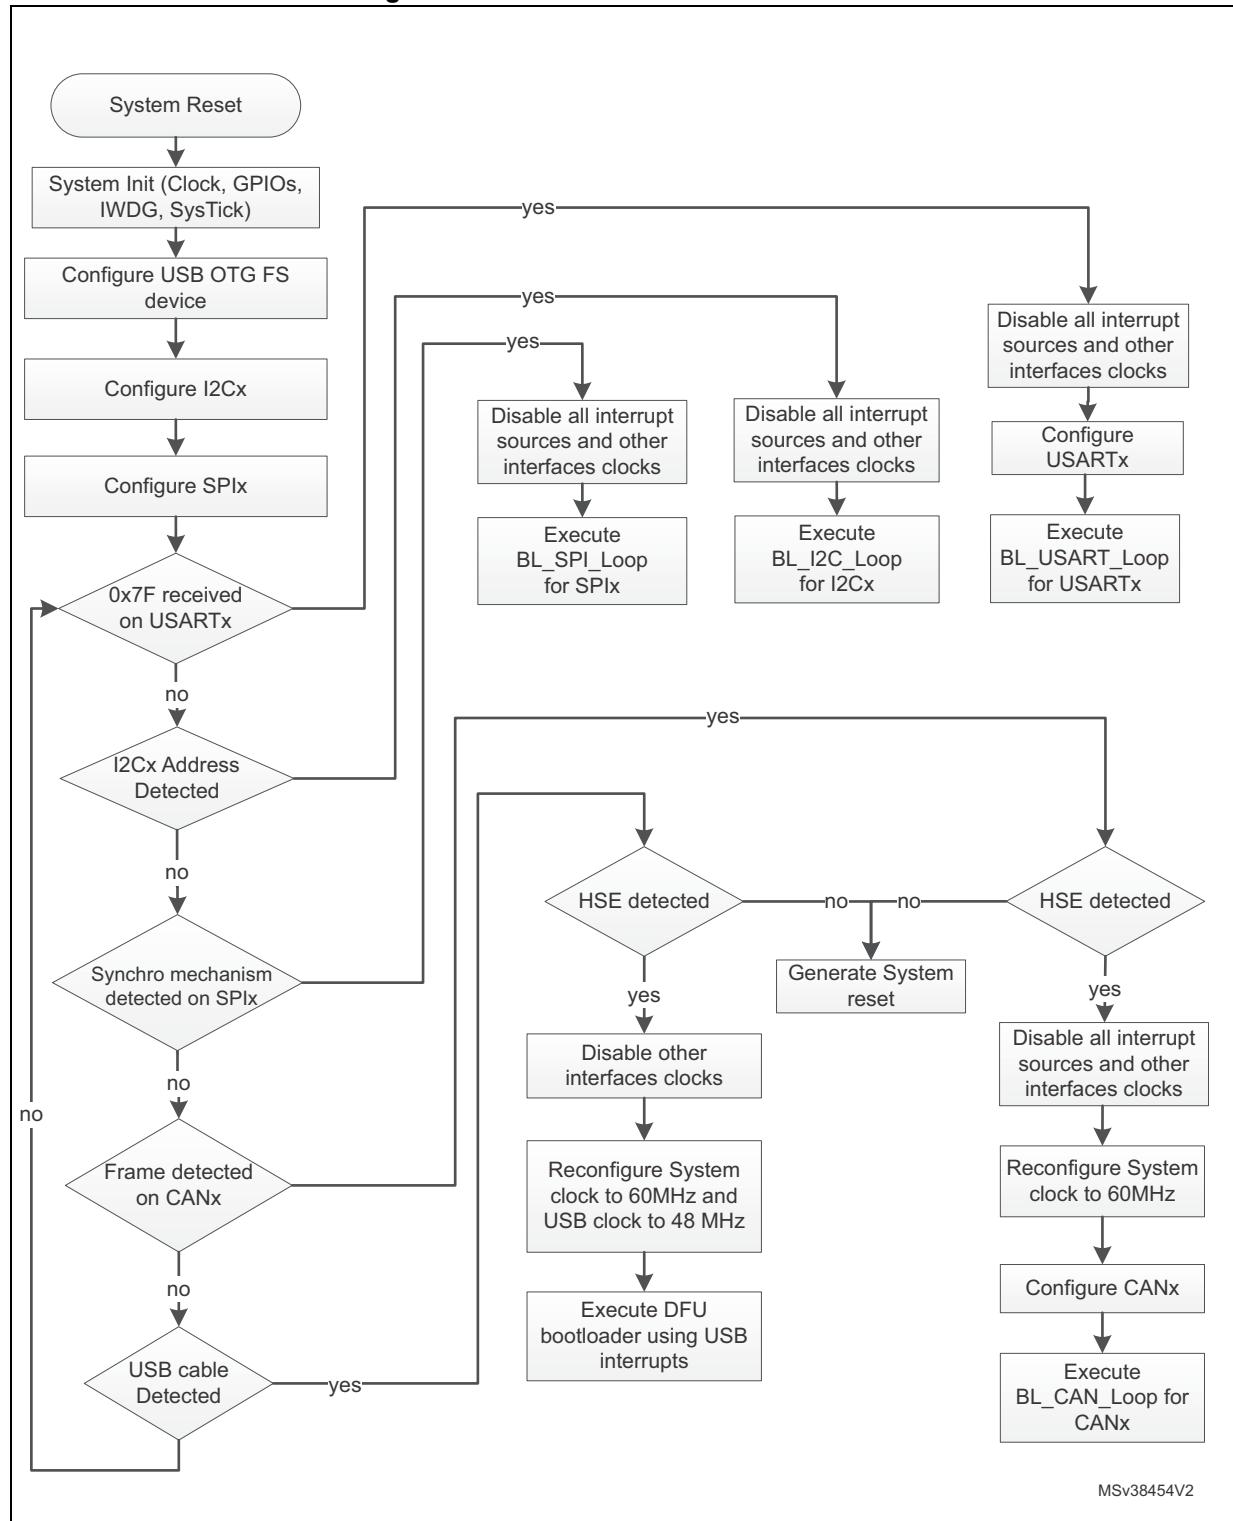 System Reset
System Init (Clock, GPIOs,
IWDG, SysTick)
Configure USB OTG FS
device
Configure I2Cx
Configure SPIx
0x7F received
on USARTx
no
I2Cx Address
Detected
no
Synchro mechanism
detected on SPIx
no
Frame detected
on CANx
no
USB cable
Detected
no
yes
yes
yes
Disable all interrupt
sources and other
interfaces clocks
Execute
BL_SPI_Loop
for SPIx
Disable all interrupt
sources and other
interfaces clocks
Execute
BL_I2C_Loop
for I2Cx
Disable all interrupt
sources and other
interfaces clocks
Configure
USARTx
Execute
BL_USART_Loop
for USARTx
yes
yes
HSE detected
no
no
HSE detected
Generate System
reset
yes
Disable other
interfaces clocks
Reconfigure System
clock to 60MHz and
USB clock to 48 MHz
Execute DFU
bootloader using USB
interrupts
yes
Disable all interrupt
sources and other
interfaces clocks
Reconfigure System
clock to 60MHz
Configure CANx
Execute
BL_CAN_Loop for
CANx
MSv38454V2